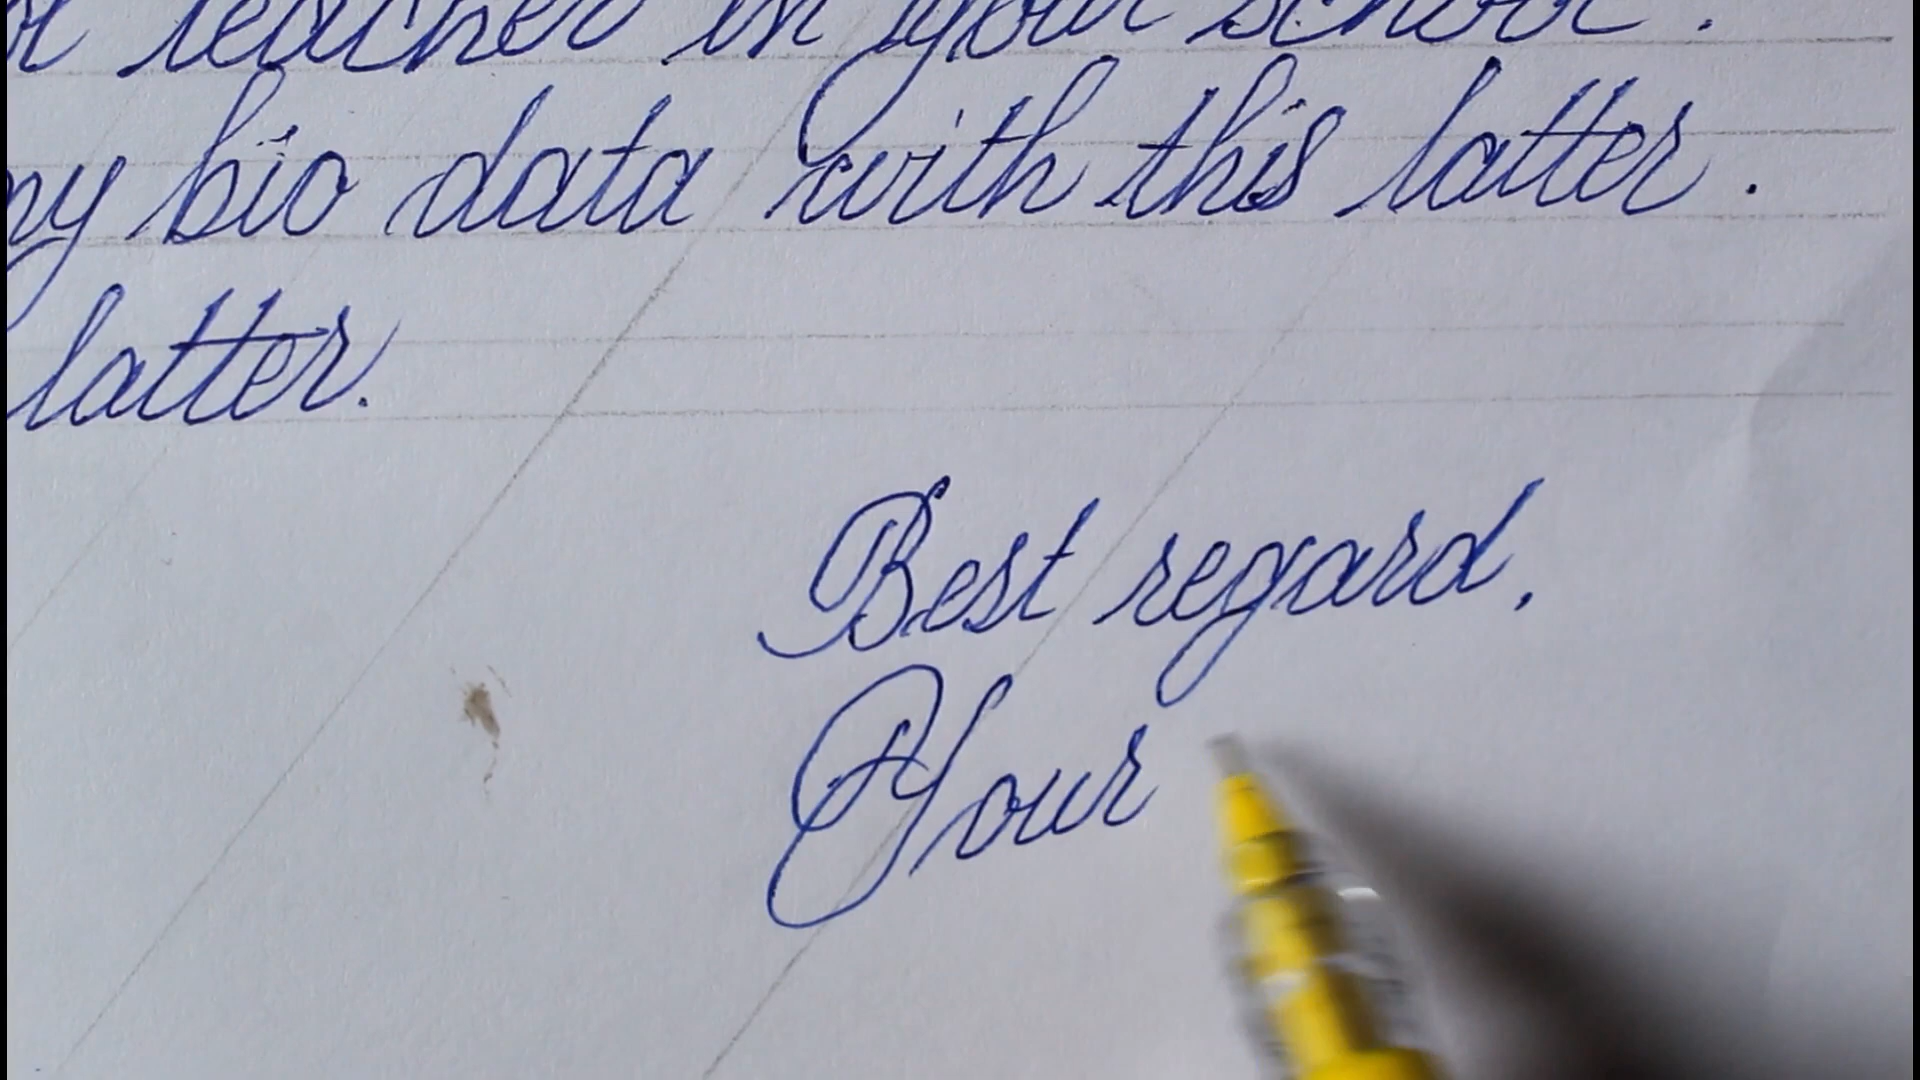 teacher in your school.
my bio data with this latter.
latter.
Best regard,
Your